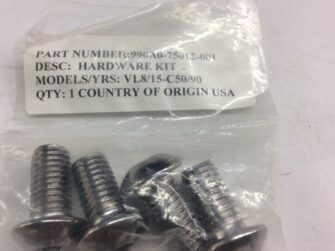 PART NUMBER:990A0-75012-001
DESC: HARDWARE KIT
MODELS/YRS: VL8/15-C50/90
QTY: 1 COUNTRY OF ORIGIN USA